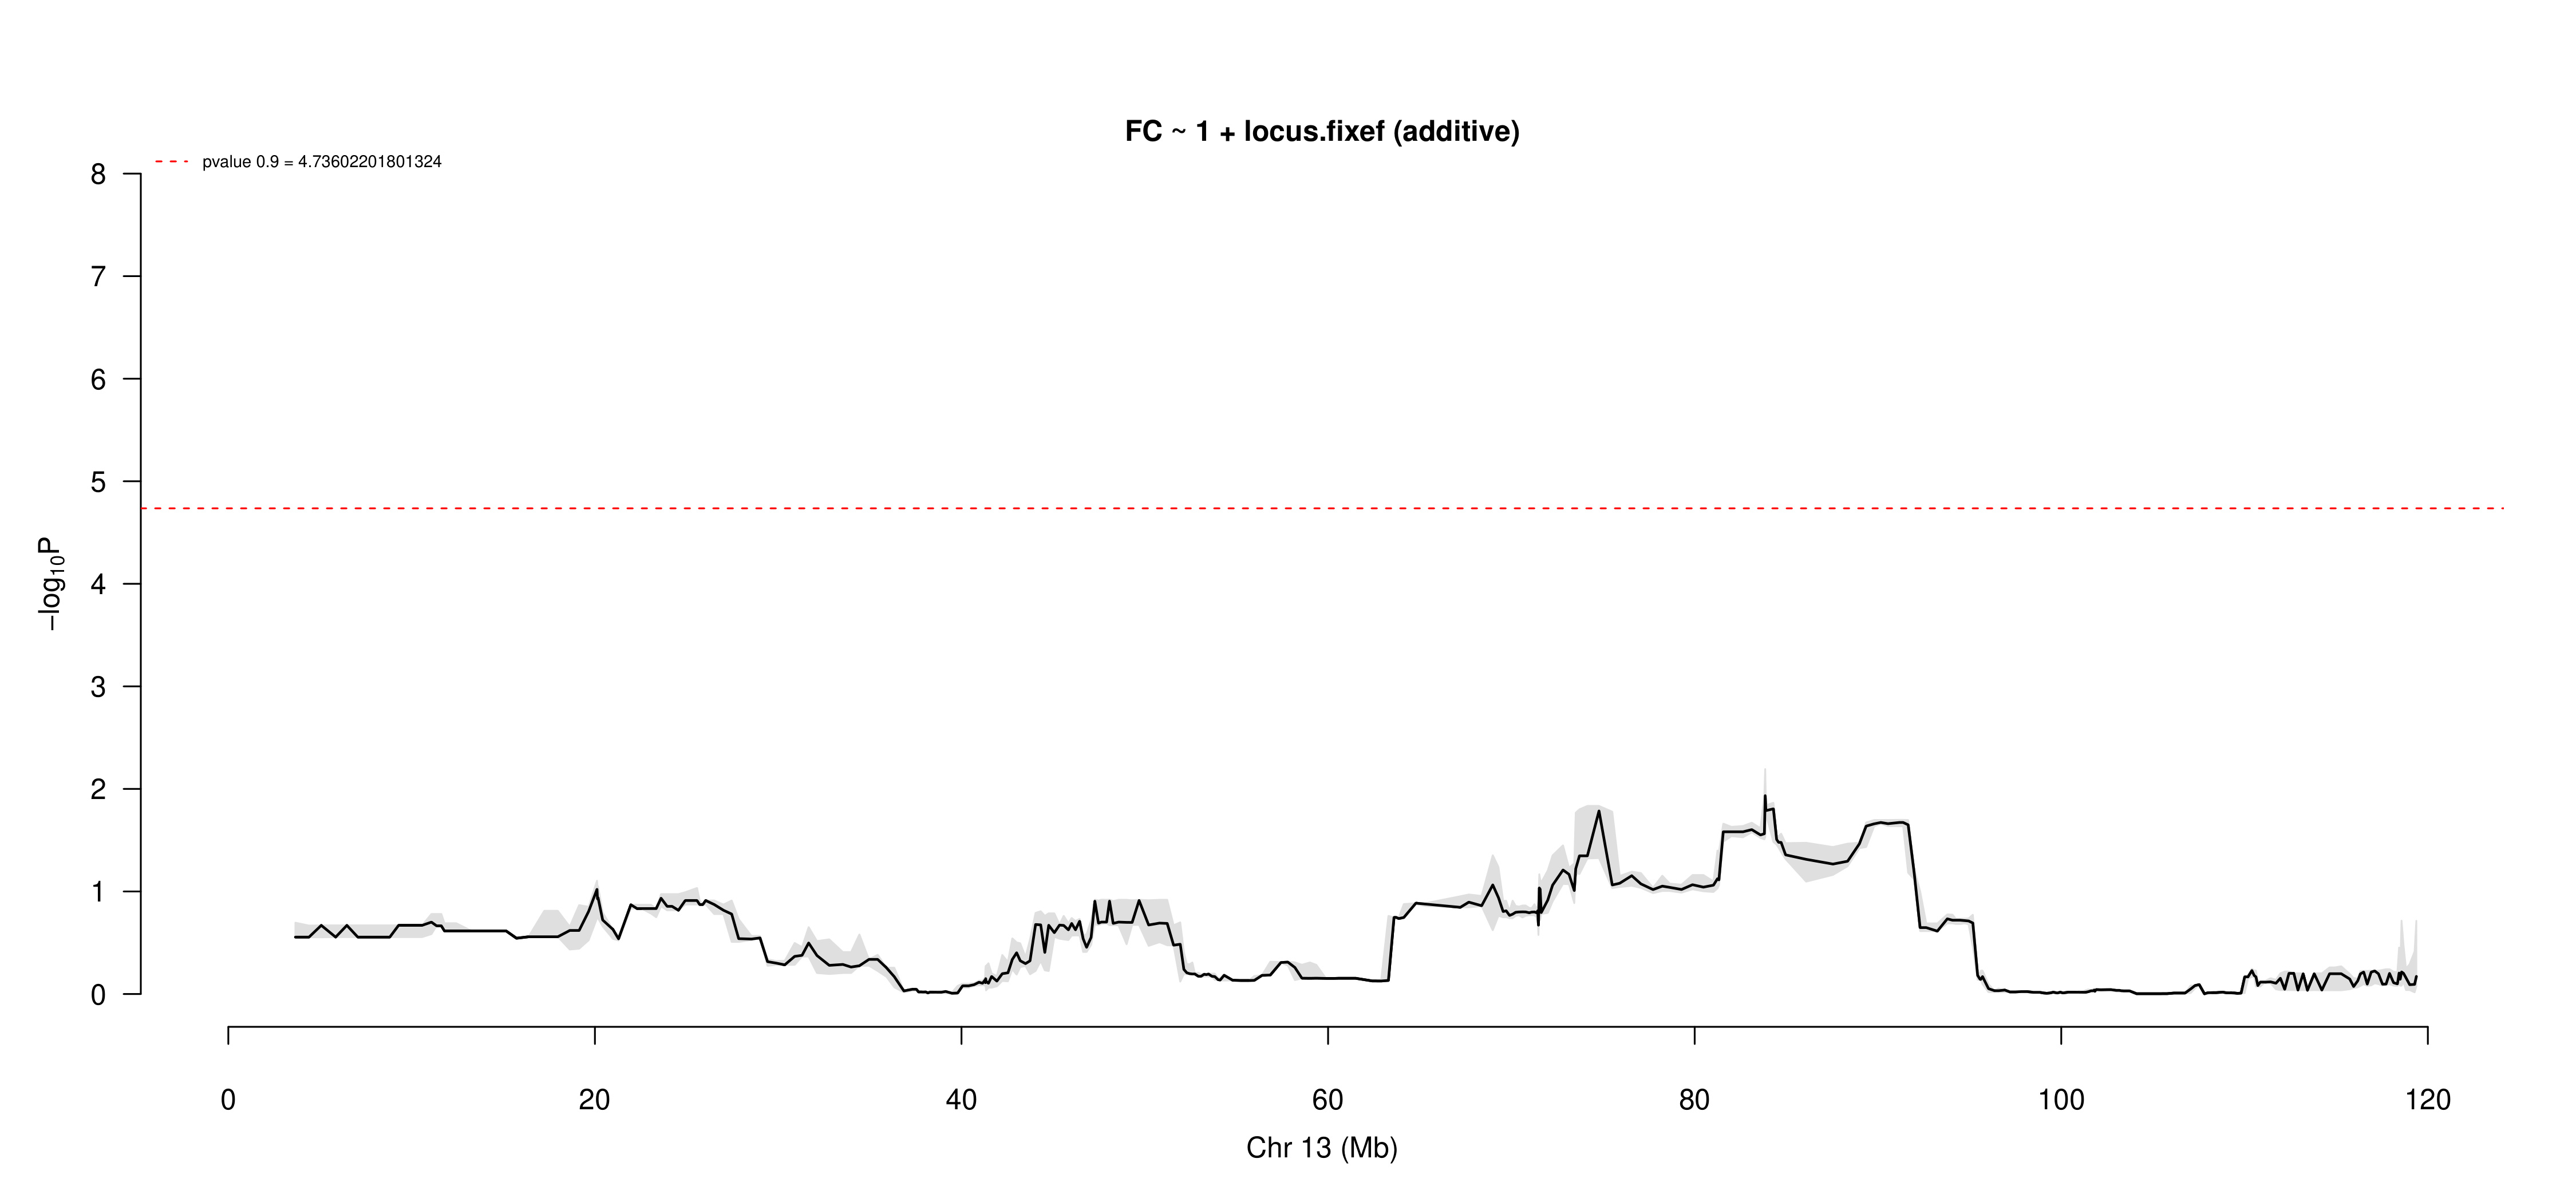 FC ~ 1 + locus.fixef (additive)
pvalue 0.9 = 4.73602201801324
8
7
6
5
4
3
2
1
0
−log₁₀P
0 20 40 60 80 100 120
Chr 13 (Mb)